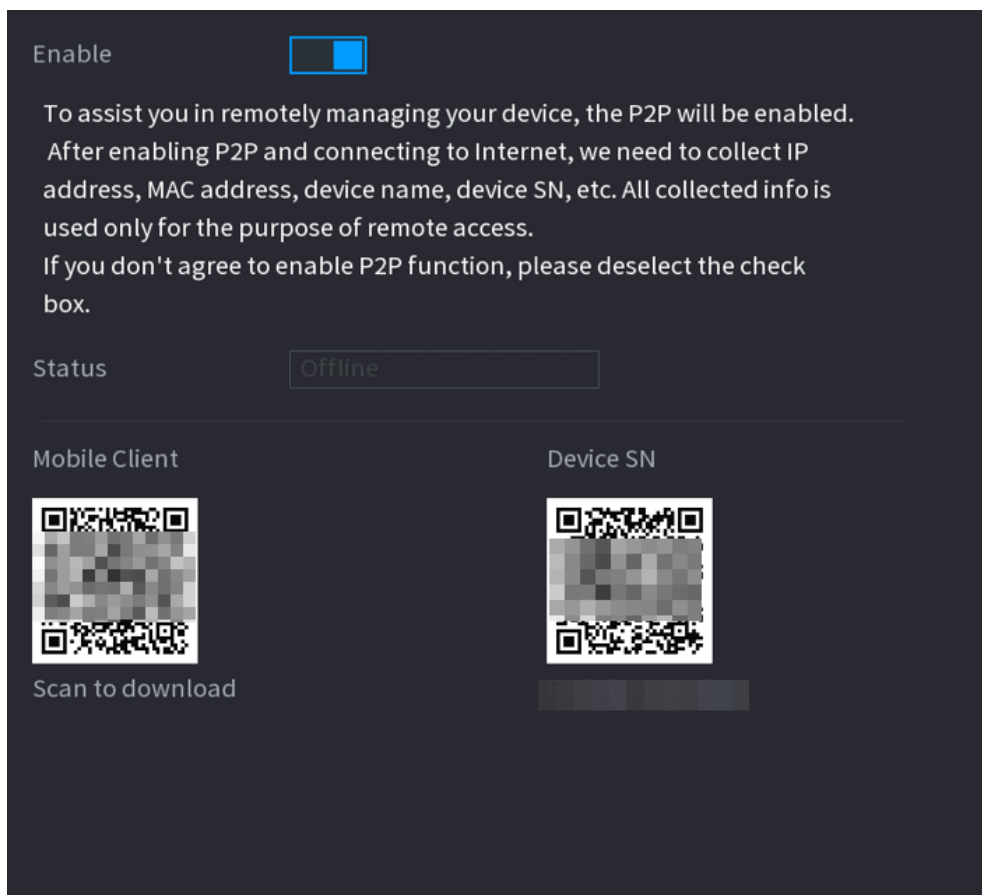 Enable
To assist you in remotely managing your device, the P2P will be enabled.
After enabling P2P and connecting to Internet, we need to collect IP
address, MAC address, device name, device SN, etc. All collected info is
used only for the purpose of remote access.
If you don't agree to enable P2P function, please deselect the check
box.
Status Offline
Mobile Client Device SN
Scan to download